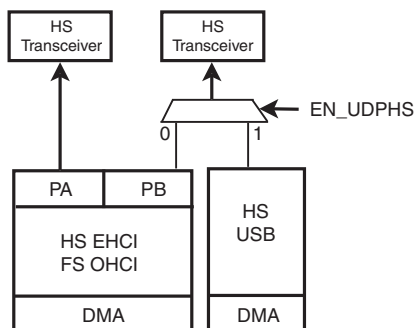 HS
Transceiver
HS
Transceiver
EN_UDPHS
0
1
PA
PB
HS EHCI
FS OHCI
HS
USB
DMA
DMA